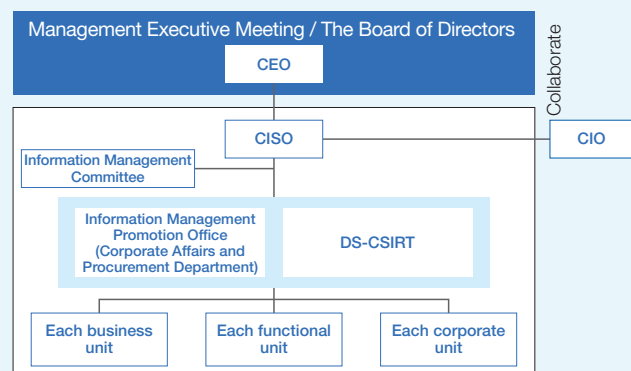 Management Executive Meeting / The Board of Directors
CEO
Collaborate
CISO
CIO
Information Management
Committee
Information Management
Promotion Office
(Corporate Affairs and
Procurement Department)
DS-CSIRT
Each business
unit
Each functional
unit
Each corporate
unit